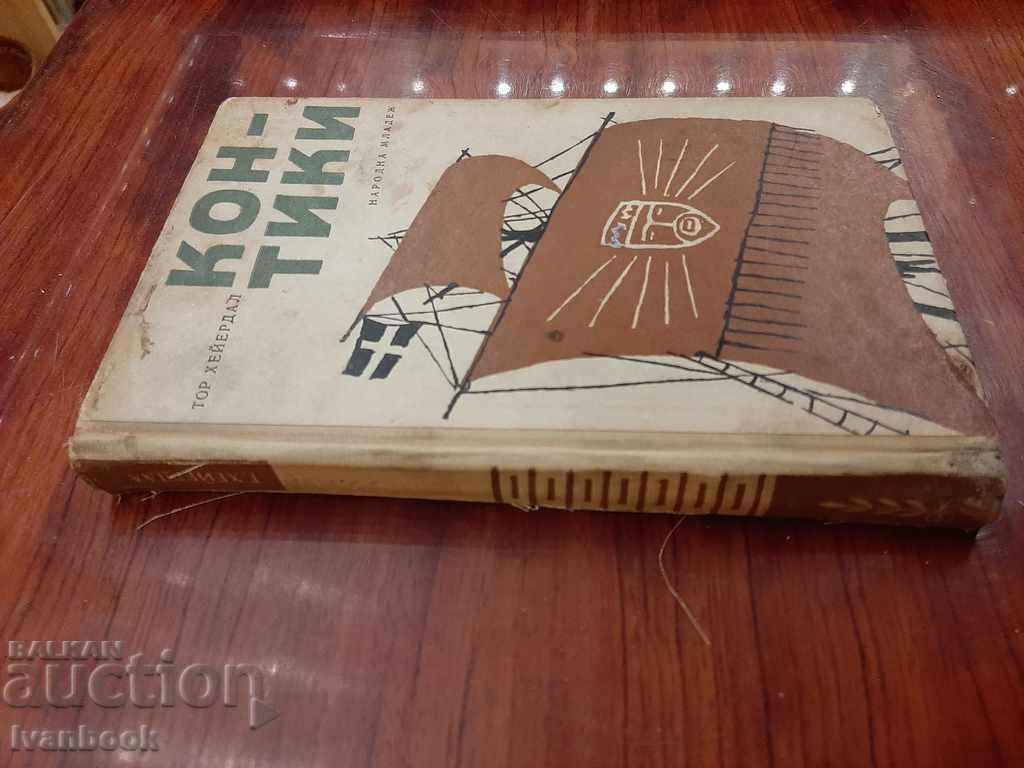 ТОР ХЕЙЕРДАЛ
КОН-
ТИКИ
НАРОДНА МЛАДЕЖ
BALKAN
auction
Ivanbook